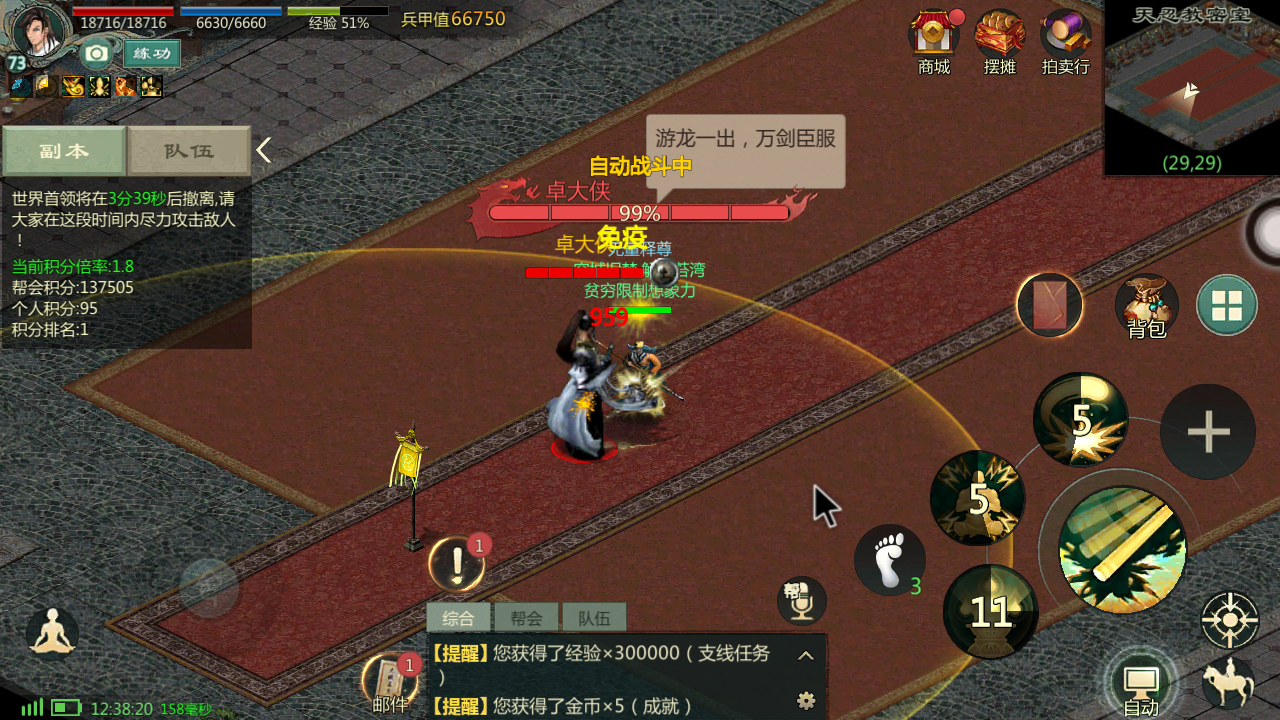 18716/18716
6630/6660
经验 51%
兵甲值66750
73
练功
商城
摆摊
拍卖行
天忍教密室
(29,29)
副本
队伍
世界首领将在3分39秒后撤离,请
大家在这段时间内尽力攻击敌人
!
当前积分倍率:1.8
帮会积分:137505
个人积分:95
积分排名:1
游龙一出，万剑臣服
自动战斗中
卓大侠
99%
免疫
卓大侠
贫穷限制想象力
959
背包
5
5
11
3
1
帮
综合
帮会
队伍
【提醒】您获得了经验×300000（支线任务
）
【提醒】您获得了金币×5（成就）
1
邮件
自动
12:38:20
158毫秒